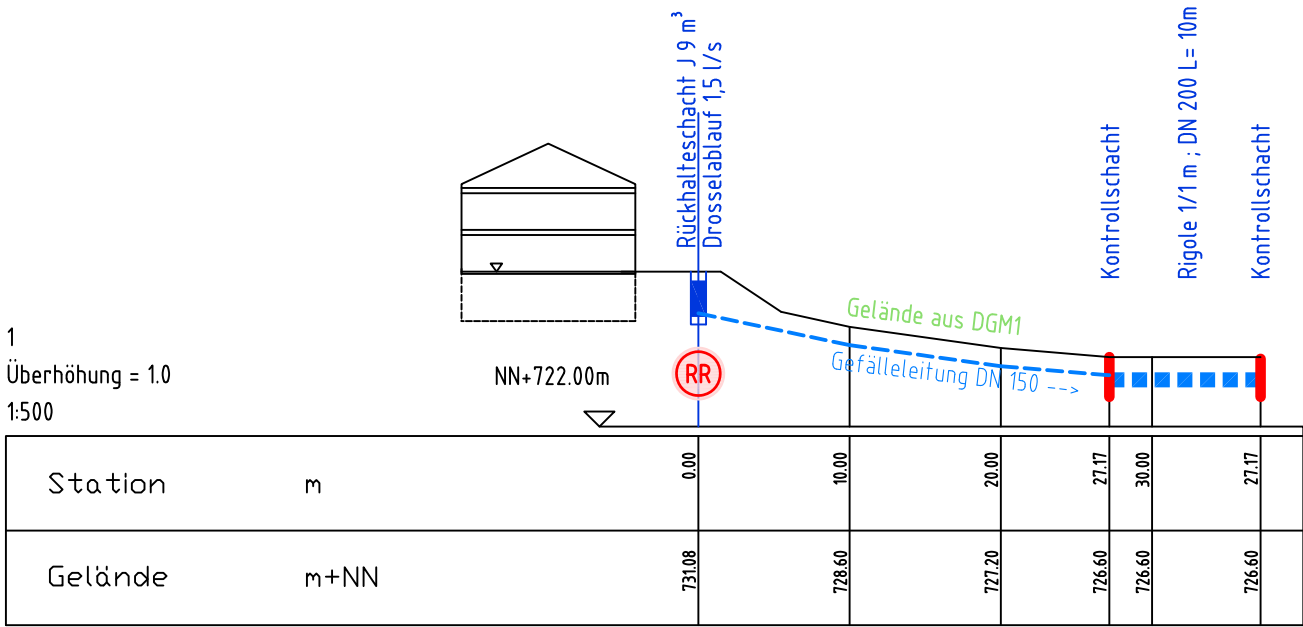 Rückhalteschacht J 9 m³
Drosselablauf 1,5 l/s
Kontrollschacht
Rigole 1/1 m ; DN 200 L= 10m
Kontrollschacht
Gelände aus DGM1
Gefälleleitung DN 150 -->
1
Überhöhung = 1.0
1:500
NN+722.00m
RR
Station m 0.00 10.00 20.00 27.17 30.00 27.17
Gelände m+NN 731.08 728.60 727.20 726.60 726.60 726.60